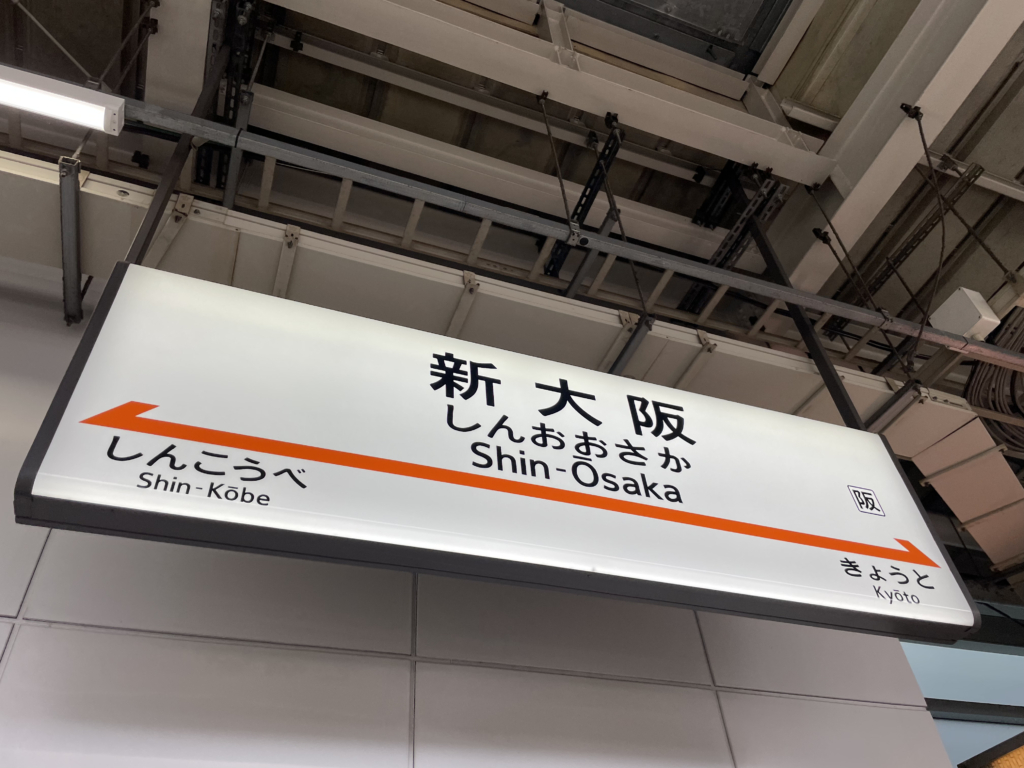 新大阪
しんおおさか
Shin-Ōsaka
しんこうべ
Shin-Kōbe
阪
きょうと
Kyōto